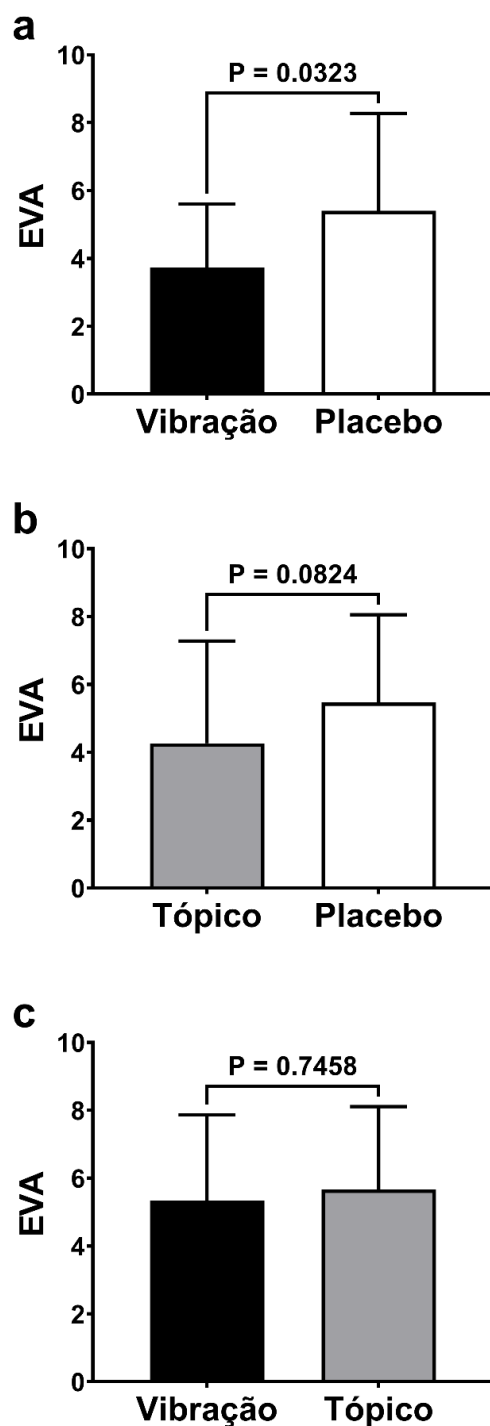 a
P = 0.0323
10
8
6
4
2
0
EVA
Vibração Placebo
b
P = 0.0824
10
8
6
4
2
0
EVA
Tópico Placebo
c
P = 0.7458
10
8
6
4
2
0
EVA
Vibração Tópico